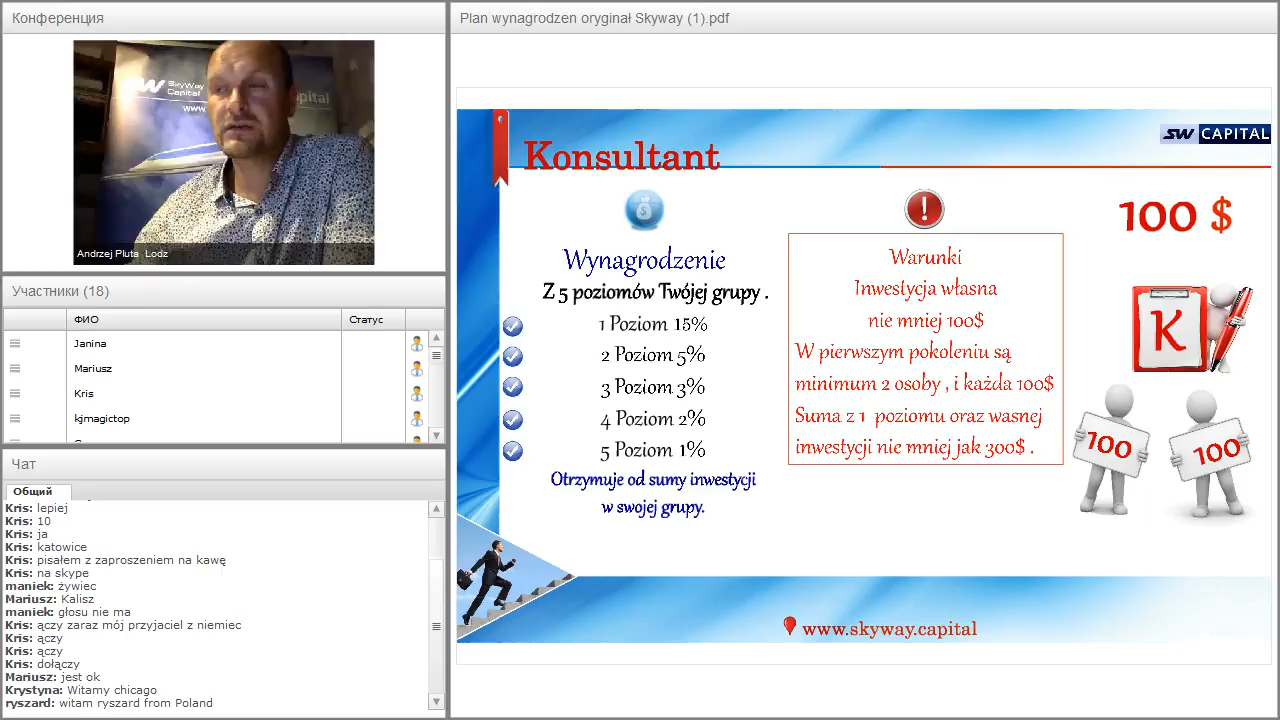 Конференция
SkyWay
Capital
www.
Andrzej Pluta Lodz
Участники (18)
ФИО
Статус
Janina
Mariusz
Kris
kjmagictop
Чат
Общий
Kris: lepiej
Kris: 10
Kris: ja
Kris: katowice
Kris: pisałem z zaproszeniem na kawę
Kris: na skype
maniek: żywiec
Mariusz: Kalisz
maniek: głosu nie ma
Kris: ączy zaraz mój przyjaciel z niemiec
Kris: ączy
Kris: ączy
Kris: dołączy
Mariusz: jest ok
Krystyna: Witamy chicago
ryszard: witam ryszard from Poland
Plan wynagrodzen oryginał Skyway (1).pdf
SW CAPITAL
Konsultant
Wynagrodzenie
Z 5 poziomów Twójej grupy .
1 Poziom 15%
2 Poziom 5%
3 Poziom 3%
4 Poziom 2%
5 Poziom 1%
Otrzymuje od sumy inwestycji
w swojej grupy.
!
Warunki
Inwestycja własna
nie mniej 100$
W pierwszym pokoleniu są
minimum 2 osoby , i każda 100$
Suma z 1 poziomu oraz wasnej
inwestycji nie mniej jak 300$ .
100 $
K
100
100
www.skyway.capital